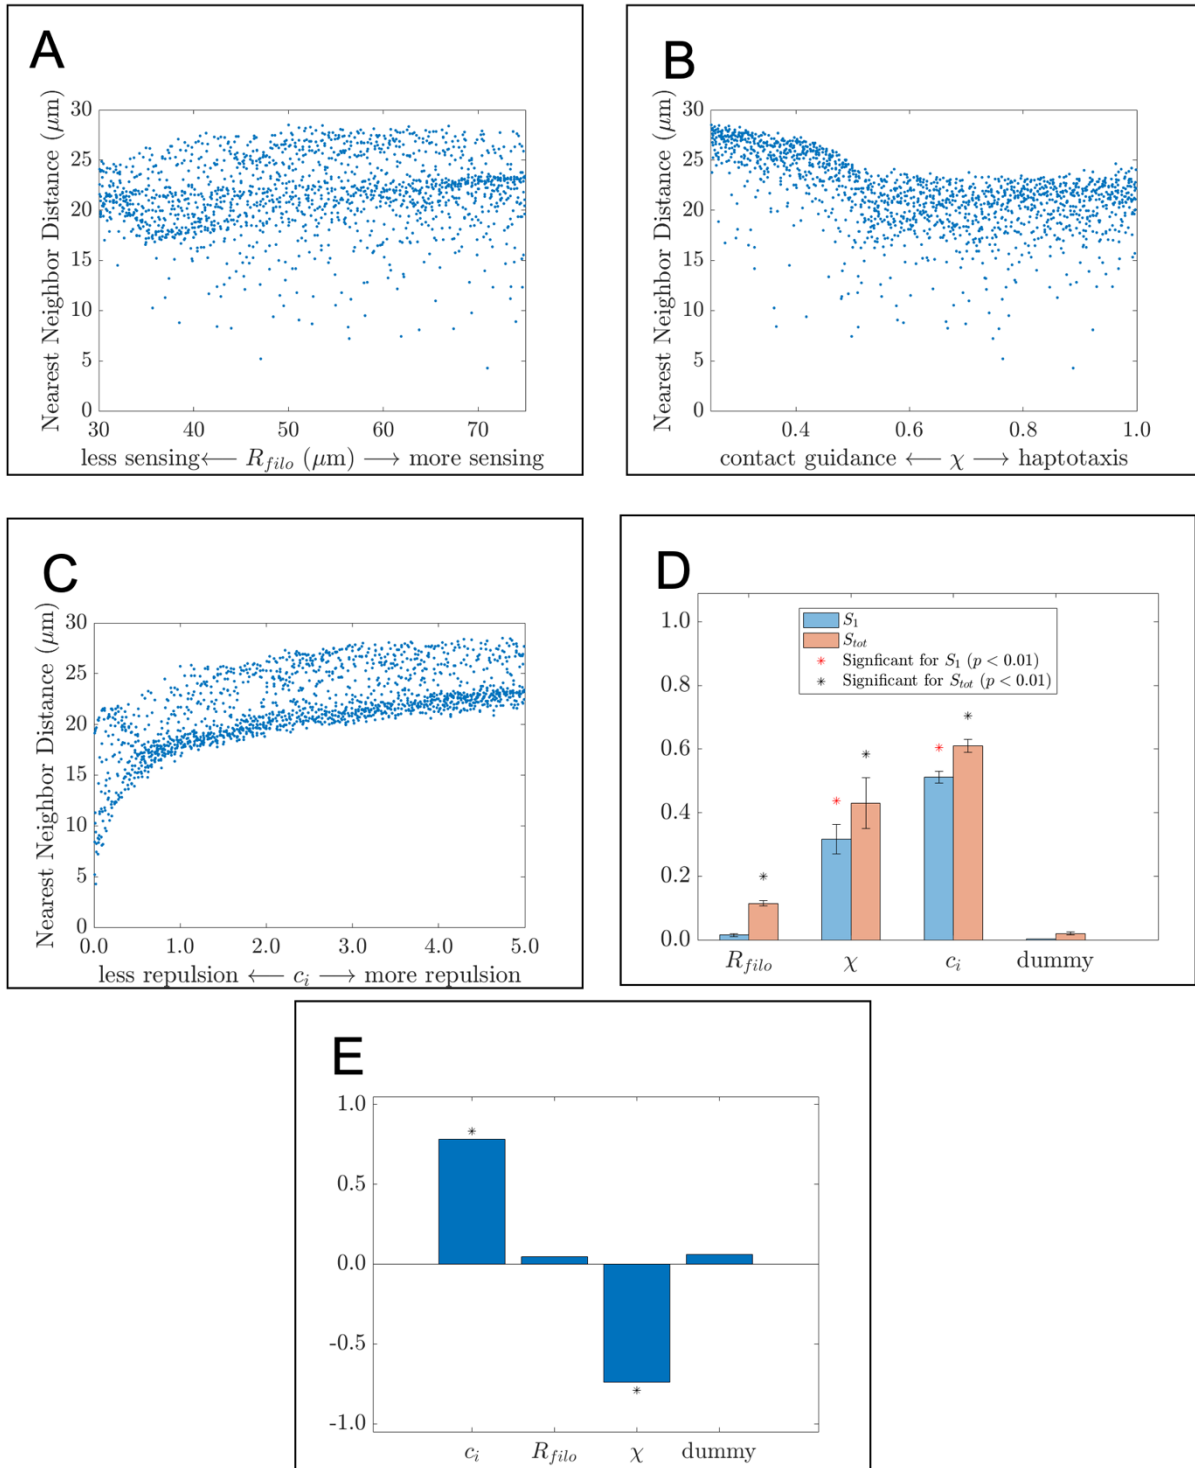 A
Nearest Neighbor Distance (μm)
30
25
20
15
10
5
0
30 40 50 60 70
less sensing ← R_filo (μm) → more sensing
B
Nearest Neighbor Distance (μm)
30
25
20
15
10
5
0
0.4 0.6 0.8 1.0
contact guidance ← χ → haptotaxis
C
Nearest Neighbor Distance (μm)
30
25
20
15
10
5
0
0.0 1.0 2.0 3.0 4.0 5.0
less repulsion ← c_i → more repulsion
D
1.0
0.8
0.6
0.4
0.2
0.0
S_1
S_tot
* Signficant for S_1 (p < 0.01)
* Significant for S_tot (p < 0.01)
* * * * *
R_filo χ c_i dummy
E
1.0
0.5
0.0
-0.5
-1.0
*
*
c_i R_filo χ dummy